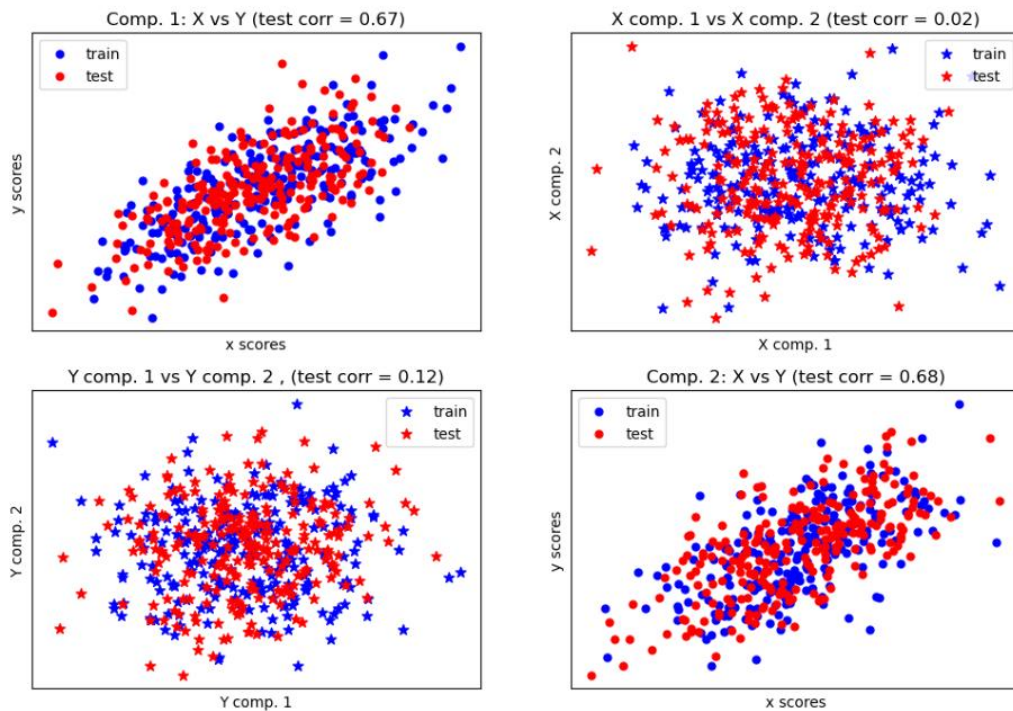 Comp. 1: X vs Y (test corr = 0.67)
train
test
y scores
x scores
X comp. 1 vs X comp. 2 (test corr = 0.02)
train
test
X comp. 2
X comp. 1
Y comp. 1 vs Y comp. 2 , (test corr = 0.12)
train
test
Y comp. 2
Y comp. 1
Comp. 2: X vs Y (test corr = 0.68)
train
test
y scores
x scores